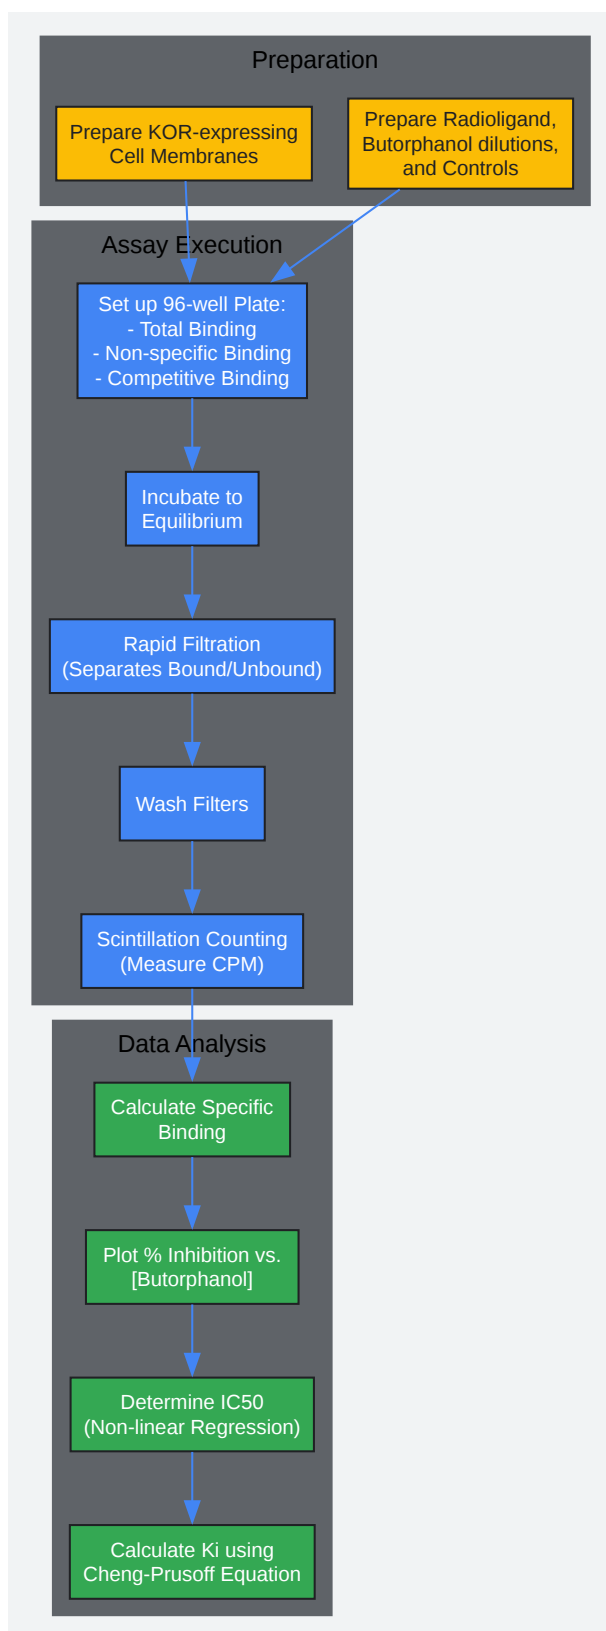 Preparation
Prepare KOR-expressing
Cell Membranes
Prepare Radioligand,
Butorphanol dilutions,
and Controls
Assay Execution
Set up 96-well Plate:
- Total Binding
- Non-specific Binding
- Competitive Binding
Incubate to
Equilibrium
Rapid Filtration
(Separates Bound/Unbound)
Wash Filters
Scintillation Counting
(Measure CPM)
Data Analysis
Calculate Specific
Binding
Plot % Inhibition vs.
[Butorphanol]
Determine IC50
(Non-linear Regression)
Calculate Ki using
Cheng-Prusoff Equation